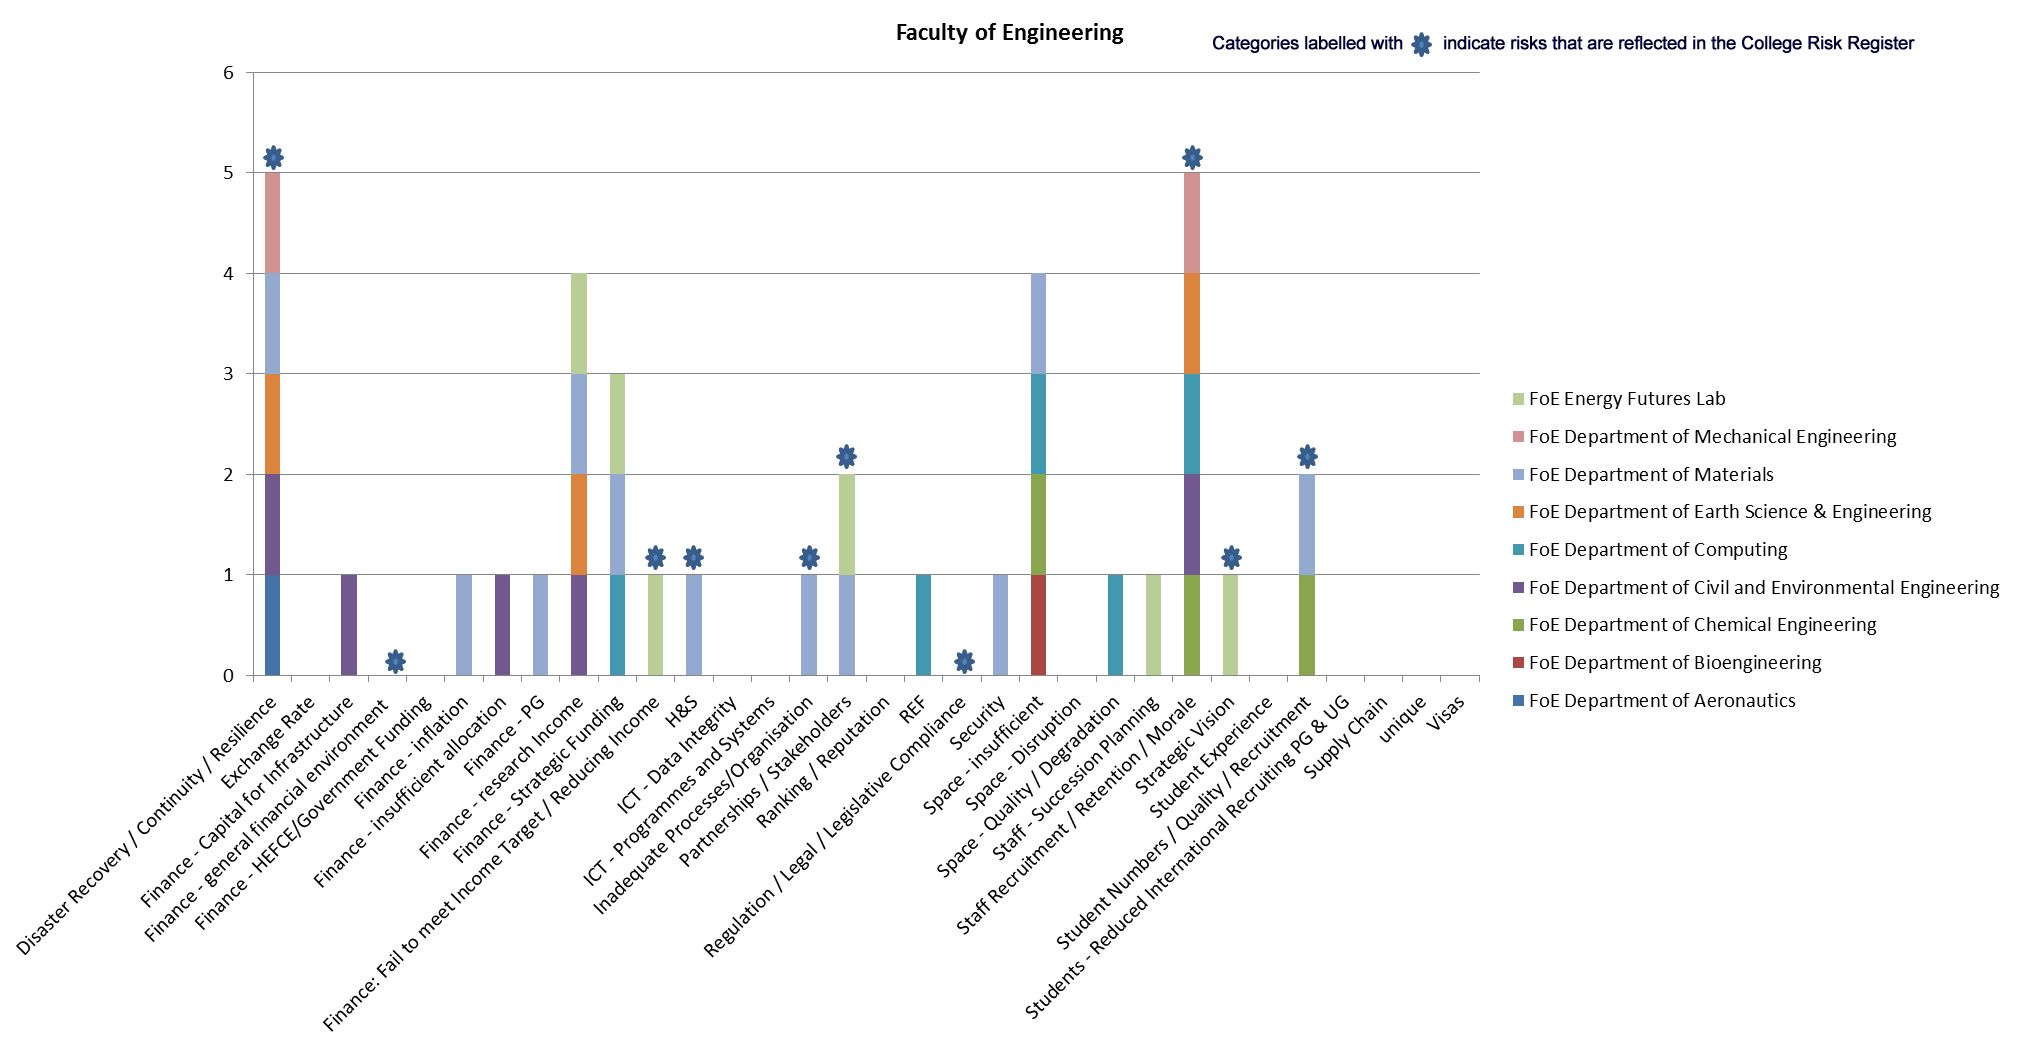 Faculty of Engineering
Categories labelled with indicate risks that are reflected in the College Risk Register
6
5
4
3
2
1
0
Disaster Recovery / Continuity / Resilience
Exchange Rate
Finance - Capital for Infrastructure
Finance - general financial environment
Finance - HEFCE/Government Funding
Finance - inflation
Finance - insufficient allocation
Finance - PG
Finance - research Income
Finance - Strategic Funding
Finance: Fail to meet Income Target / Reducing Income
H&S
ICT - Data Integrity
ICT - Programmes and Systems
Inadequate Processes/Organisation
Partnerships / Stakeholders
Ranking / Reputation
REF
Regulation / Legal / Legislative Compliance
Security
Space - insufficient
Space - Disruption
Space - Quality / Degradation
Staff - Succession Planning
Staff Recruitment / Retention / Morale
Strategic Vision
Student Experience
Student Numbers / Quality / Recruitment
Students - Reduced International Recruiting PG & UG
Supply Chain
unique
Visas
FoE Energy Futures Lab
FoE Department of Mechanical Engineering
FoE Department of Materials
FoE Department of Earth Science & Engineering
FoE Department of Computing
FoE Department of Civil and Environmental Engineering
FoE Department of Chemical Engineering
FoE Department of Bioengineering
FoE Department of Aeronautics